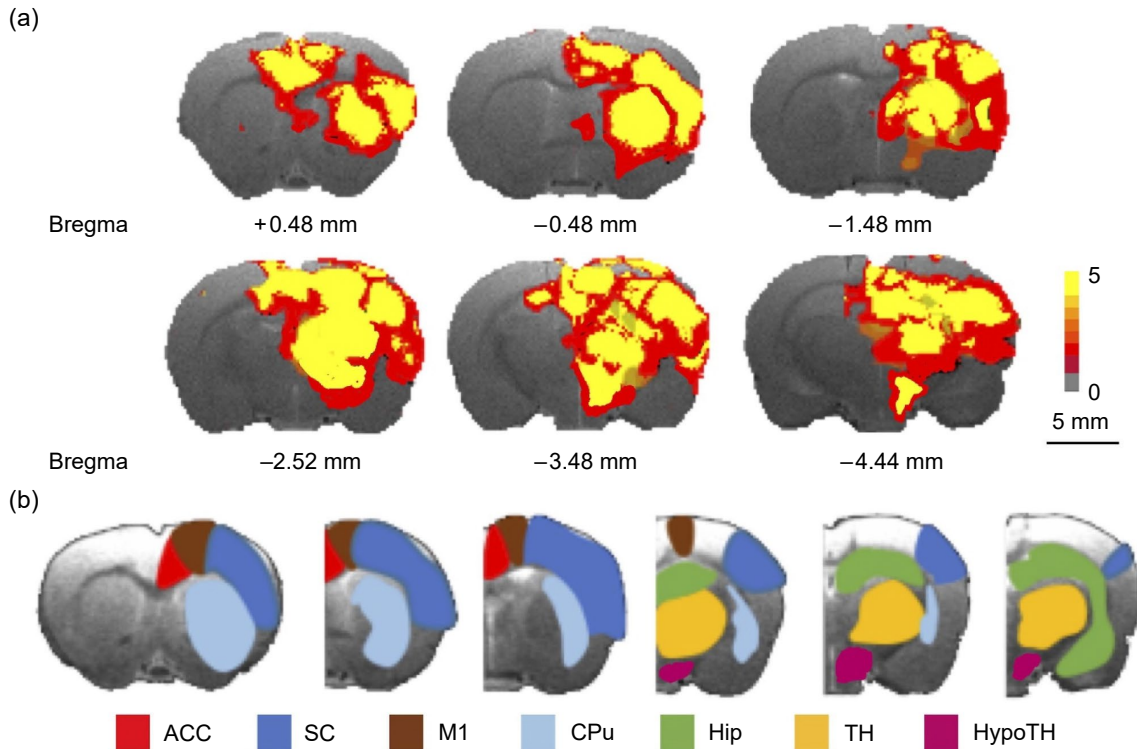 (a)
Bregma +0.48 mm −0.48 mm −1.48 mm
5
0
5 mm
Bregma −2.52 mm −3.48 mm −4.44 mm
(b)
ACC SC M1 CPu Hip TH HypoTH